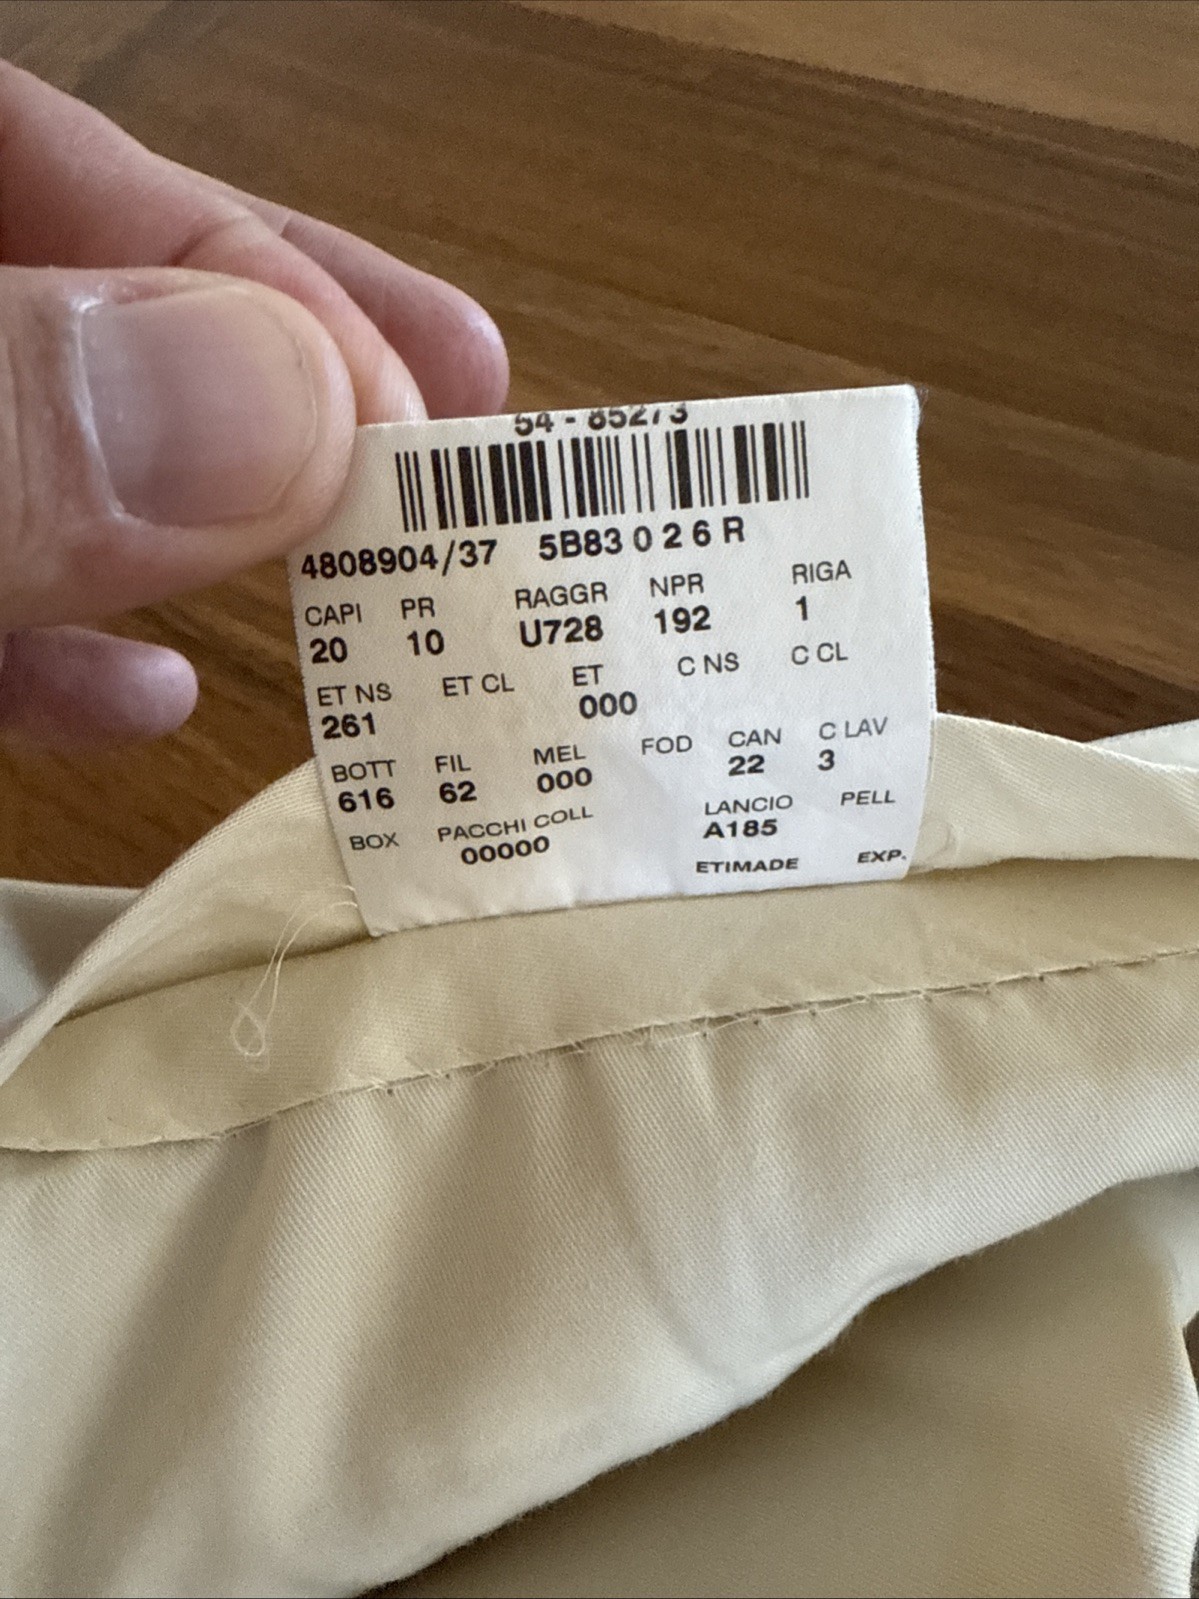 54 - 85273
4808904/37 5B83 0 2 6 R
CAPI PR RAGGR NPR RIGA
20 10 U728 192 1
ET NS ET CL ET C NS C CL
261 000
BOTT FIL MEL FOD CAN C LAV
616 62 000 22 3
BOX PACCHI COLL LANCIO PELL
00000 A185
ETIMADE EXP.